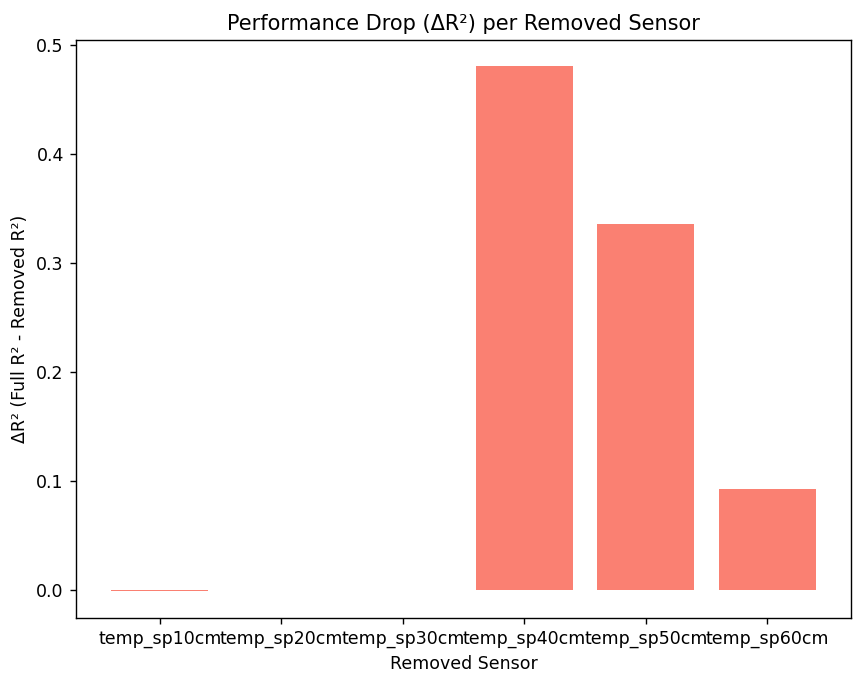 Performance Drop (ΔR²) per Removed Sensor
ΔR² (Full R² - Removed R²)
0.5
0.4
0.3
0.2
0.1
0.0
temp_sp10cm temp_sp20cm temp_sp30cm temp_sp40cm temp_sp50cm temp_sp60cm
Removed Sensor